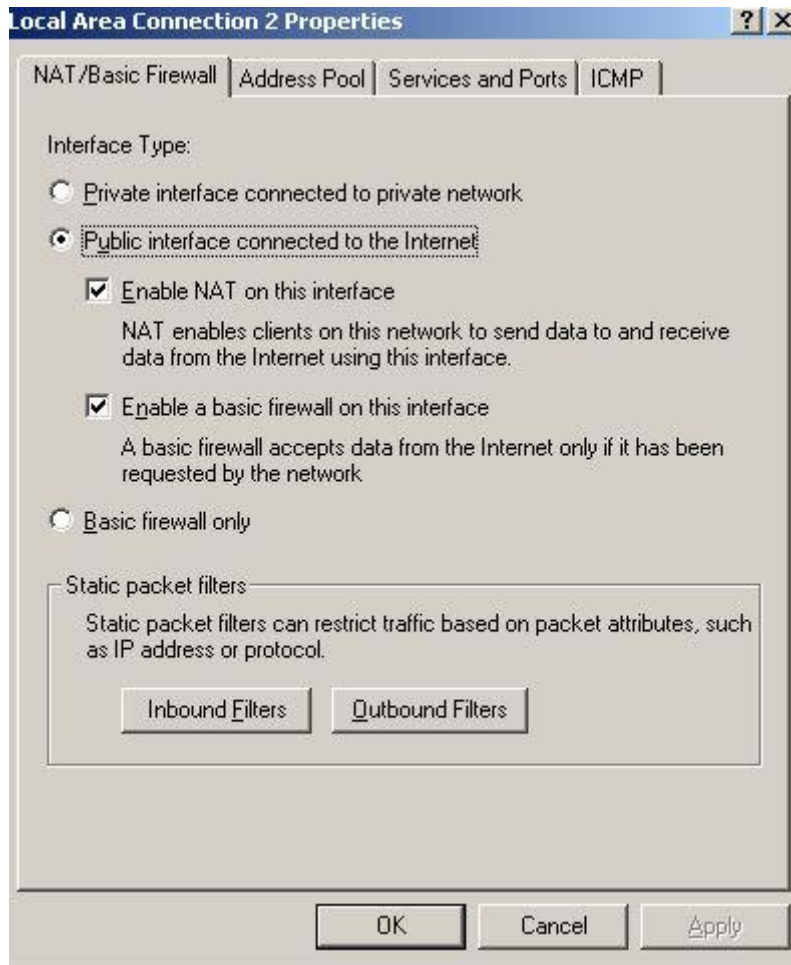 Local Area Connection 2 Properties
NAT/Basic Firewall
Address Pool
Services and Ports
ICMP
Interface Type:
Private interface connected to private network
Public interface connected to the Internet
Enable NAT on this interface
NAT enables clients on this network to send data to and receive
data from the Internet using this interface.
Enable a basic firewall on this interface
A basic firewall accepts data from the Internet only if it has been
requested by the network
Basic firewall only
Static packet filters
Static packet filters can restrict traffic based on packet attributes, such
as IP address or protocol.
Inbound Filters
Outbound Filters
OK
Cancel
Apply